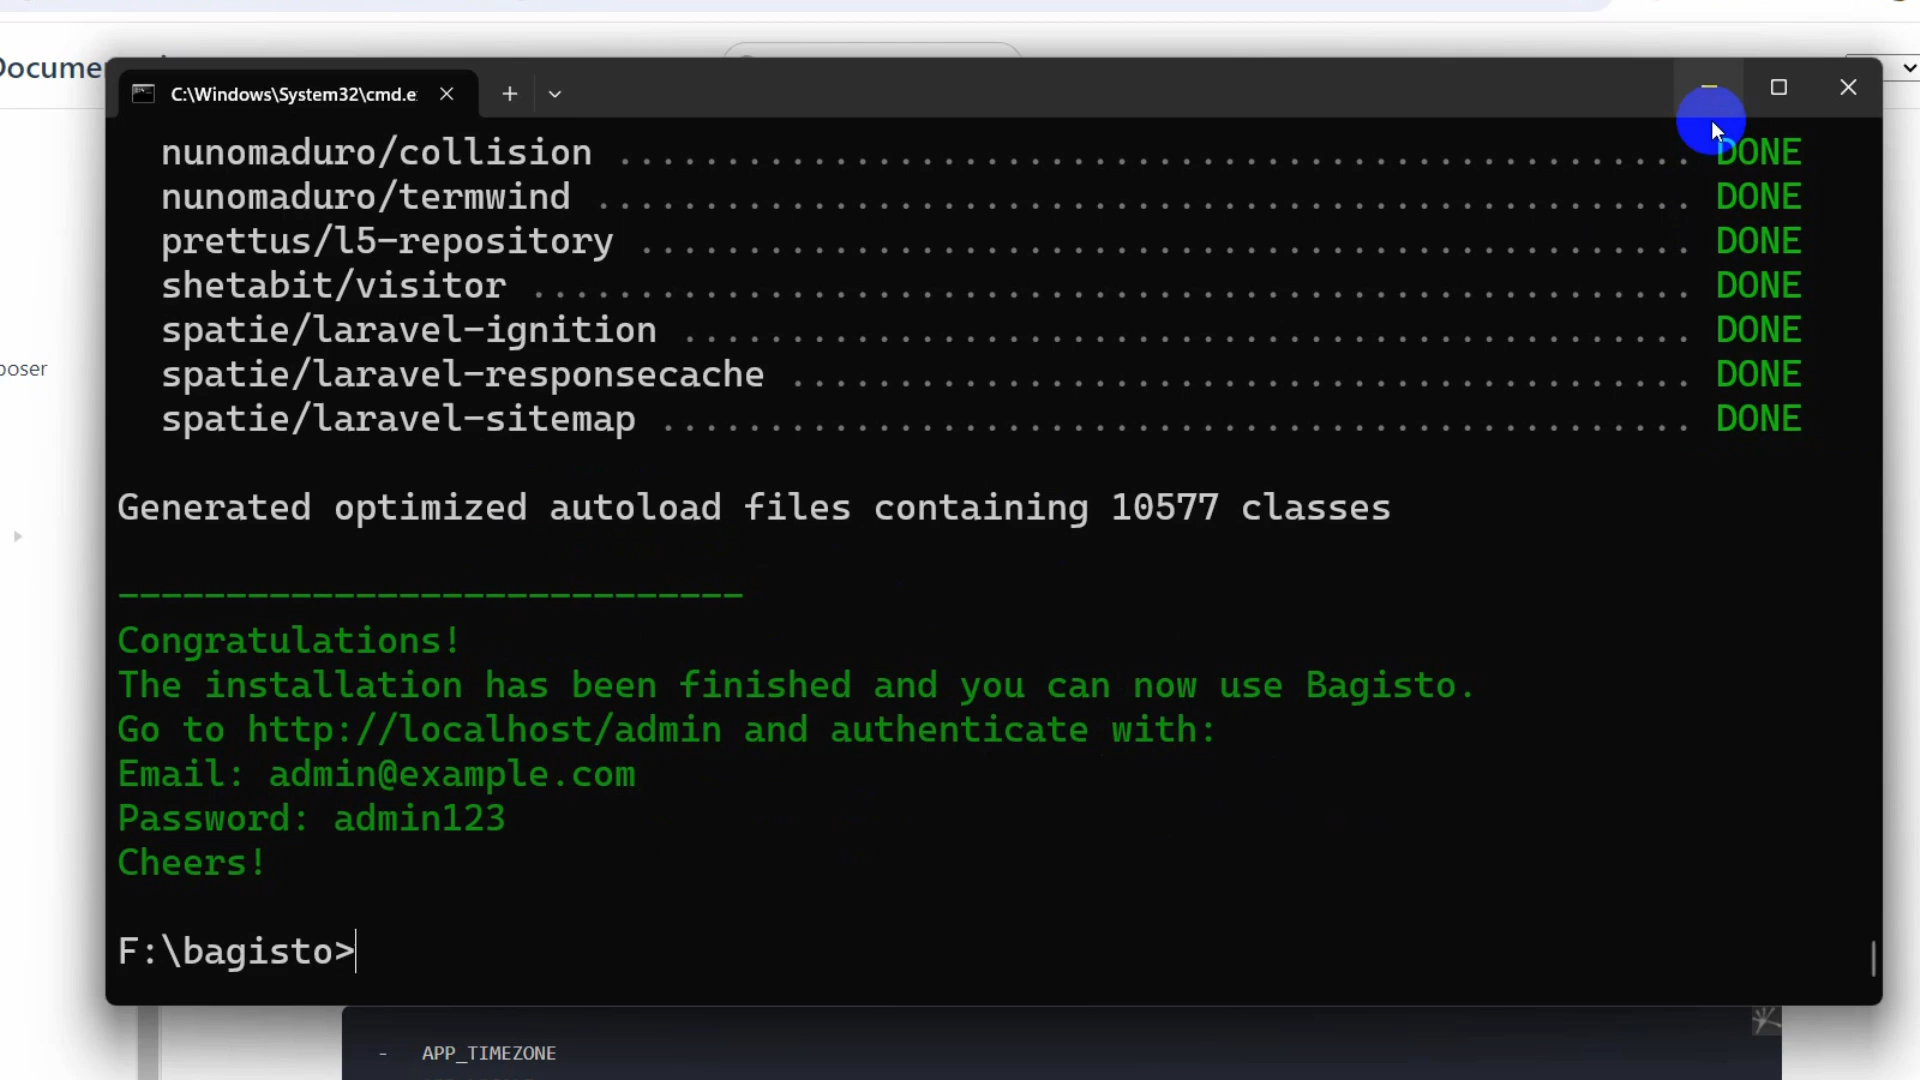 C:\Windows\System32\cmd.e
nunomaduro/collision ................................................. DONE
nunomaduro/termwind .................................................. DONE
prettus/l5-repository ................................................ DONE
shetabit/visitor ..................................................... DONE
spatie/laravel-ignition .............................................. DONE
spatie/laravel-responsecache ......................................... DONE
spatie/laravel-sitemap ............................................... DONE
Generated optimized autoload files containing 10577 classes
-----------------------------
Congratulations!
The installation has been finished and you can now use Bagisto.
Go to http://localhost/admin and authenticate with:
Email: admin@example.com
Password: admin123
Cheers!
F:\bagisto>
- APP_TIMEZONE